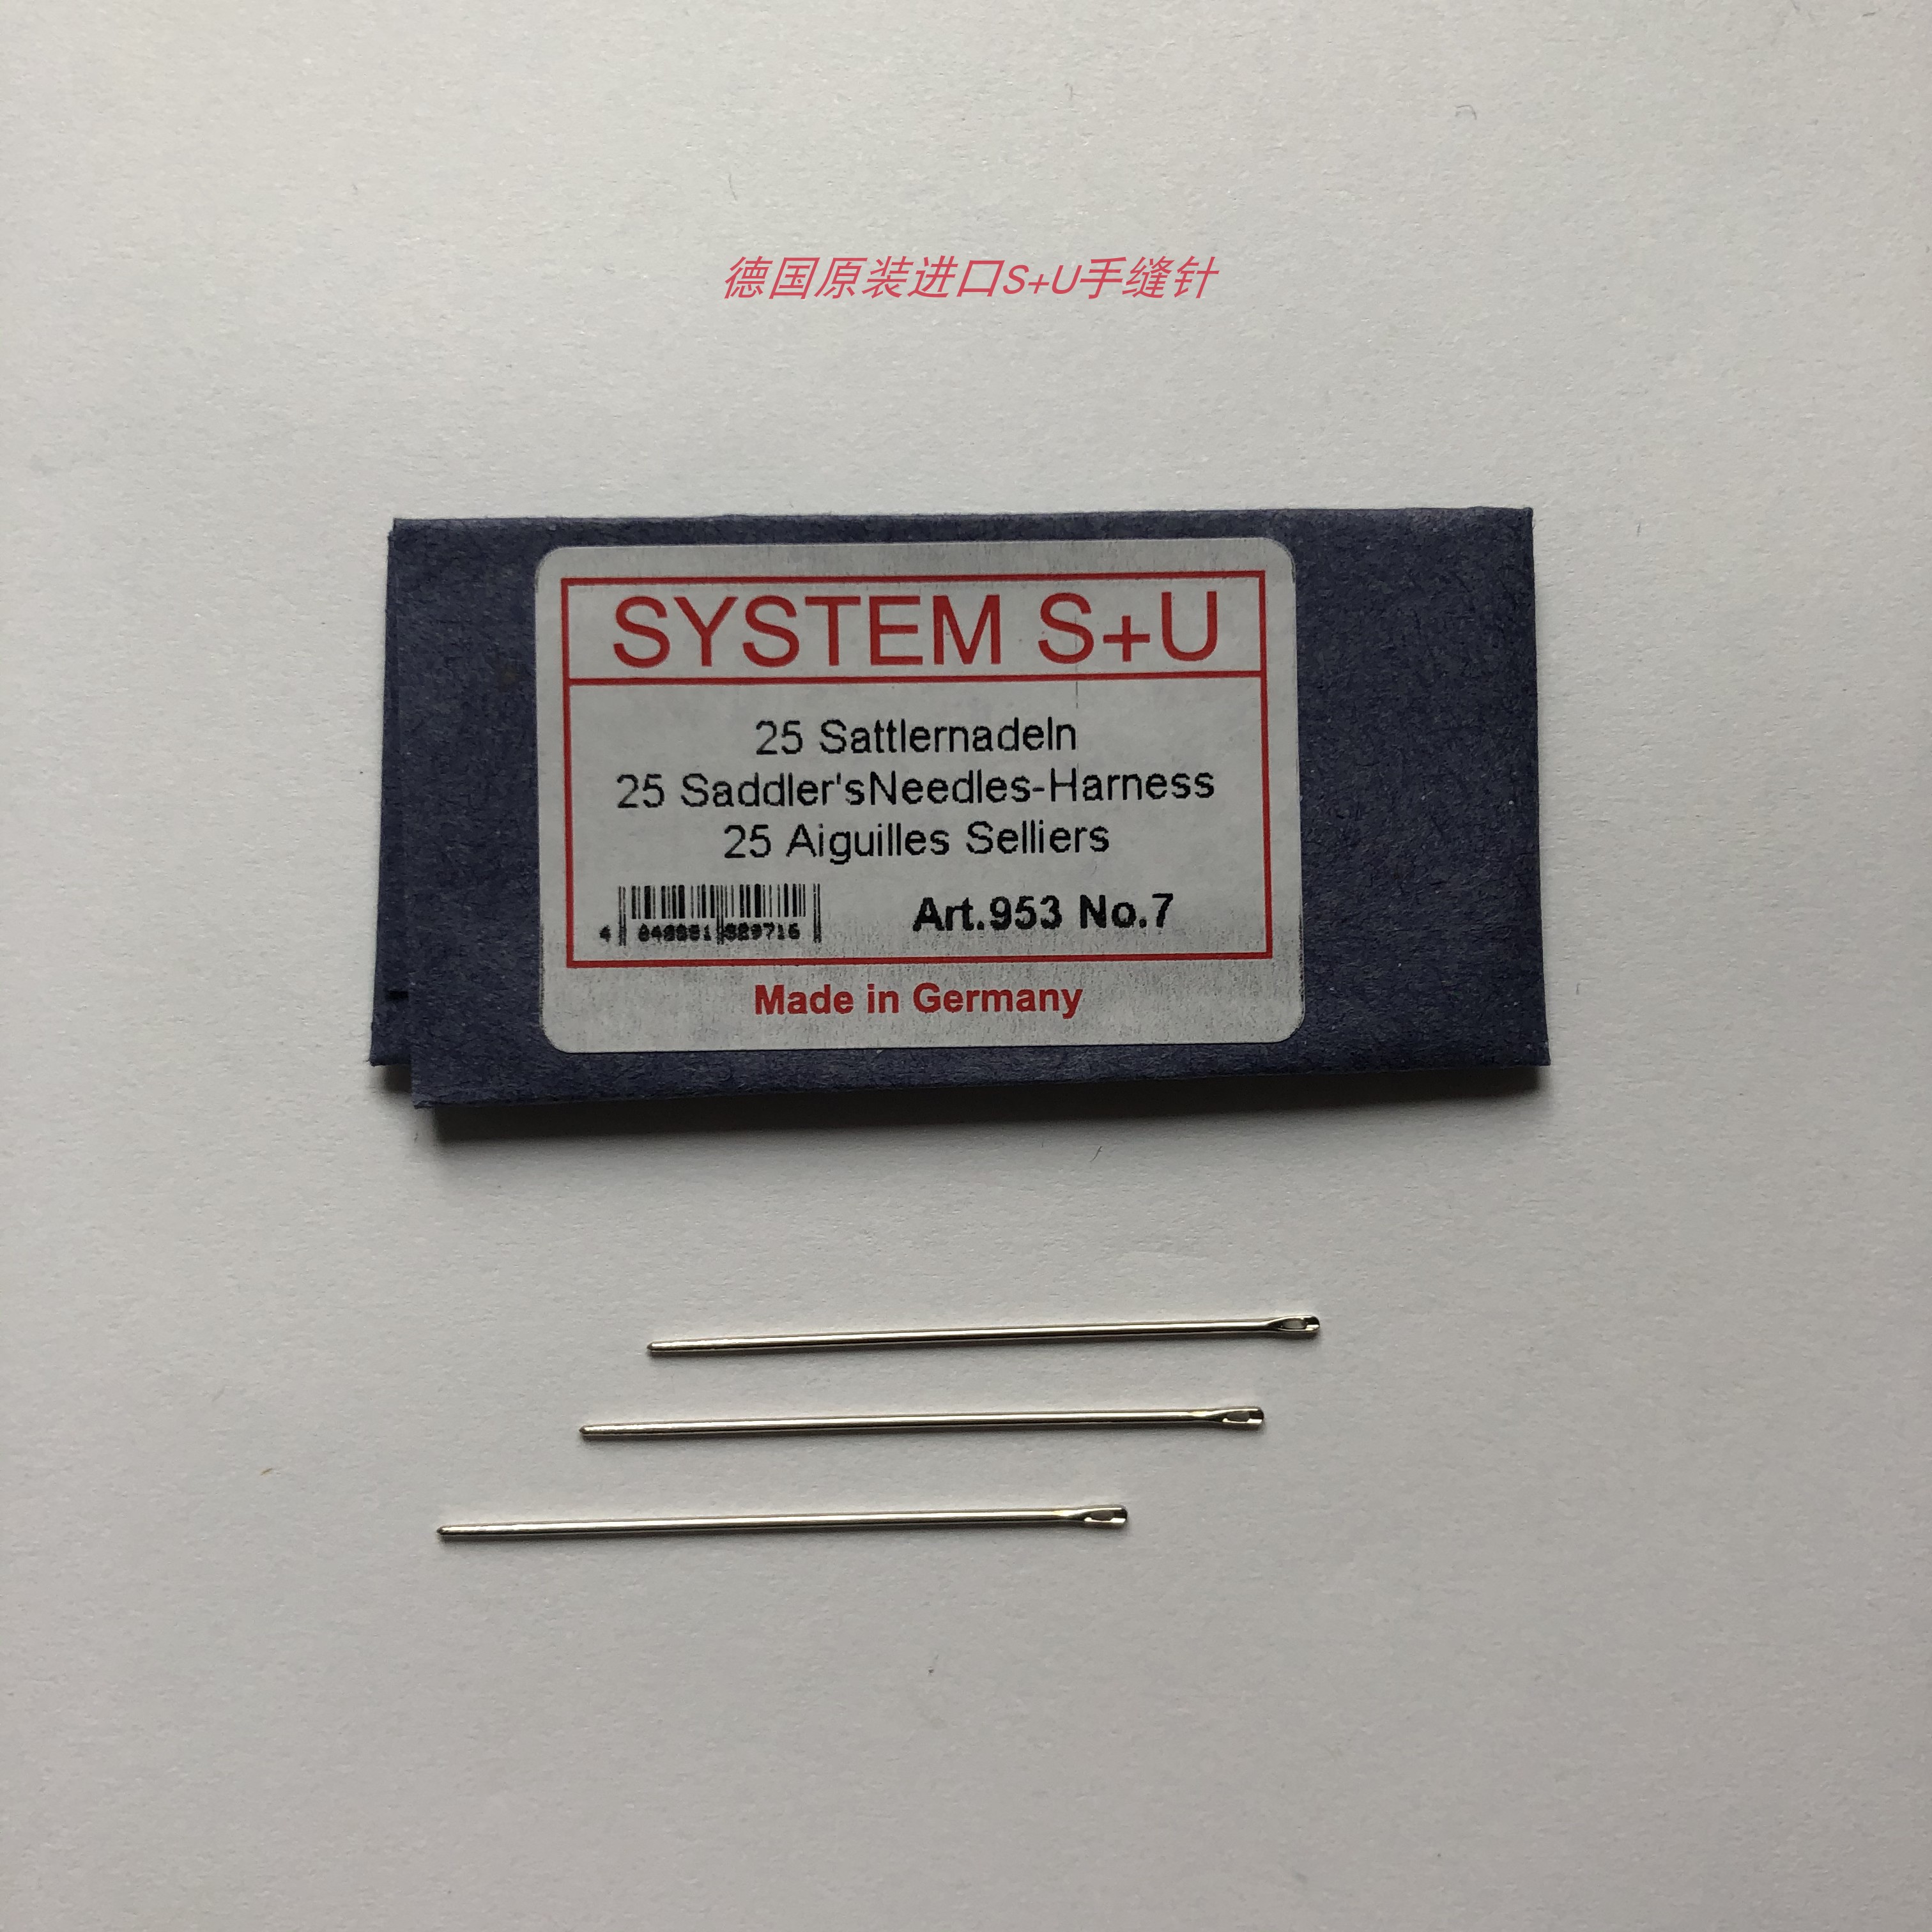 德国原装进口S+U手缝针
SYSTEM S+U
25 Sattlernadeln
25 Saddler'sNeedles-Harness
25 Aiguilles Selliers
Art.953 No.7
Made in Germany